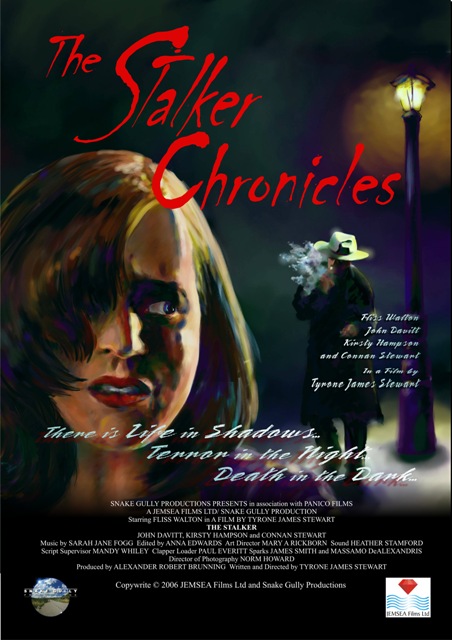 The
Stalker
Chronicles
Fliss Walton
John Davitt
Kirsty Hampson
and Connan Stewart
In a Film by
Tyrone James Stewart
There is Life in Shadows...
Terror in the Night..
Death in the Dark...
SNAKE GULLY PRODUCTIONS PRESENTS in association with PANICO FILMS
A JEMSEA FILMS LTD/ SNAKE GULLY PRODUCTION
Starring FLISS WALTON in A FILM BY TYRONE JAMES STEWART
THE STALKER
JOHN DAVITT, KIRSTY HAMPSON and CONNAN STEWART
Music by SARAH JANE FOGG Edited by ANNA EDWARDS Art Director MARY A RICKBORN Sound HEATHER STAMFORD
Script Supervisor MANDY WHILEY Clapper Loader PAUL EVERITT Sparks JAMES SMITH and MASSAMO DeALEXANDRIS
Director of Photography NORM HOWARD
Produced by ALEXANDER ROBERT BRUNNING Written and Directed by TYRONE JAMES STEWART
Copywrite © 2006 JEMSEA Films Ltd and Snake Gully Productions
SNAKE GULLY
JEMSEA Films Ltd